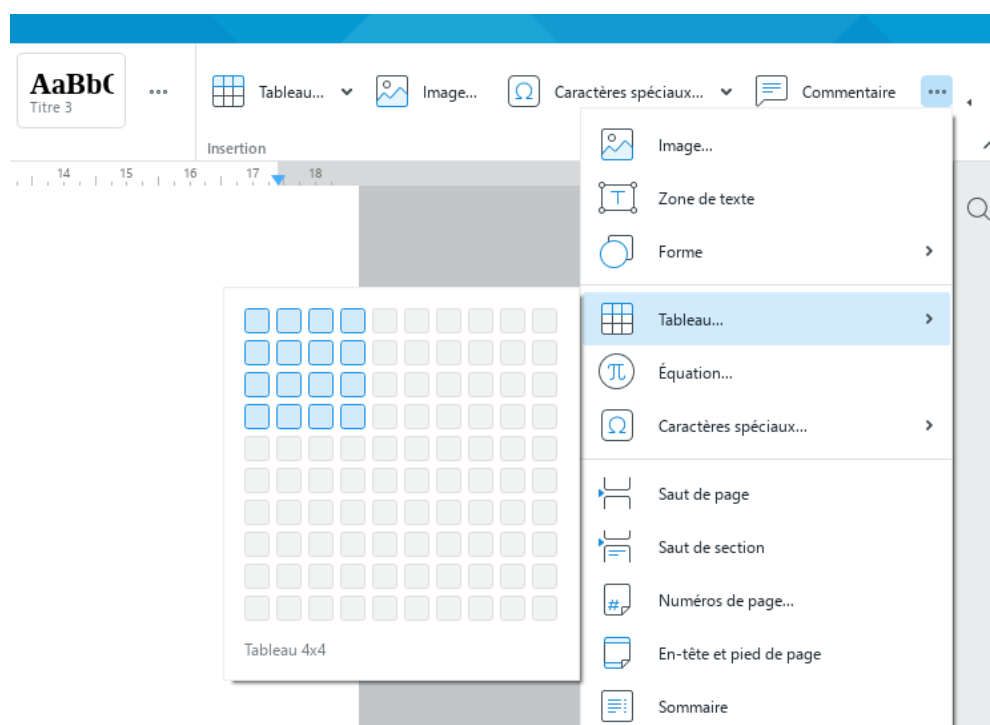 AaBbC
Titre 3
Tableau...
Image...
Caractères spéciaux...
Commentaire
Insertion
14 15 16 17 18
Image...
Zone de texte
Forme
Tableau...
Équation...
Caractères spéciaux...
Saut de page
Saut de section
Numéros de page...
En-tête et pied de page
Sommaire
Tableau 4x4